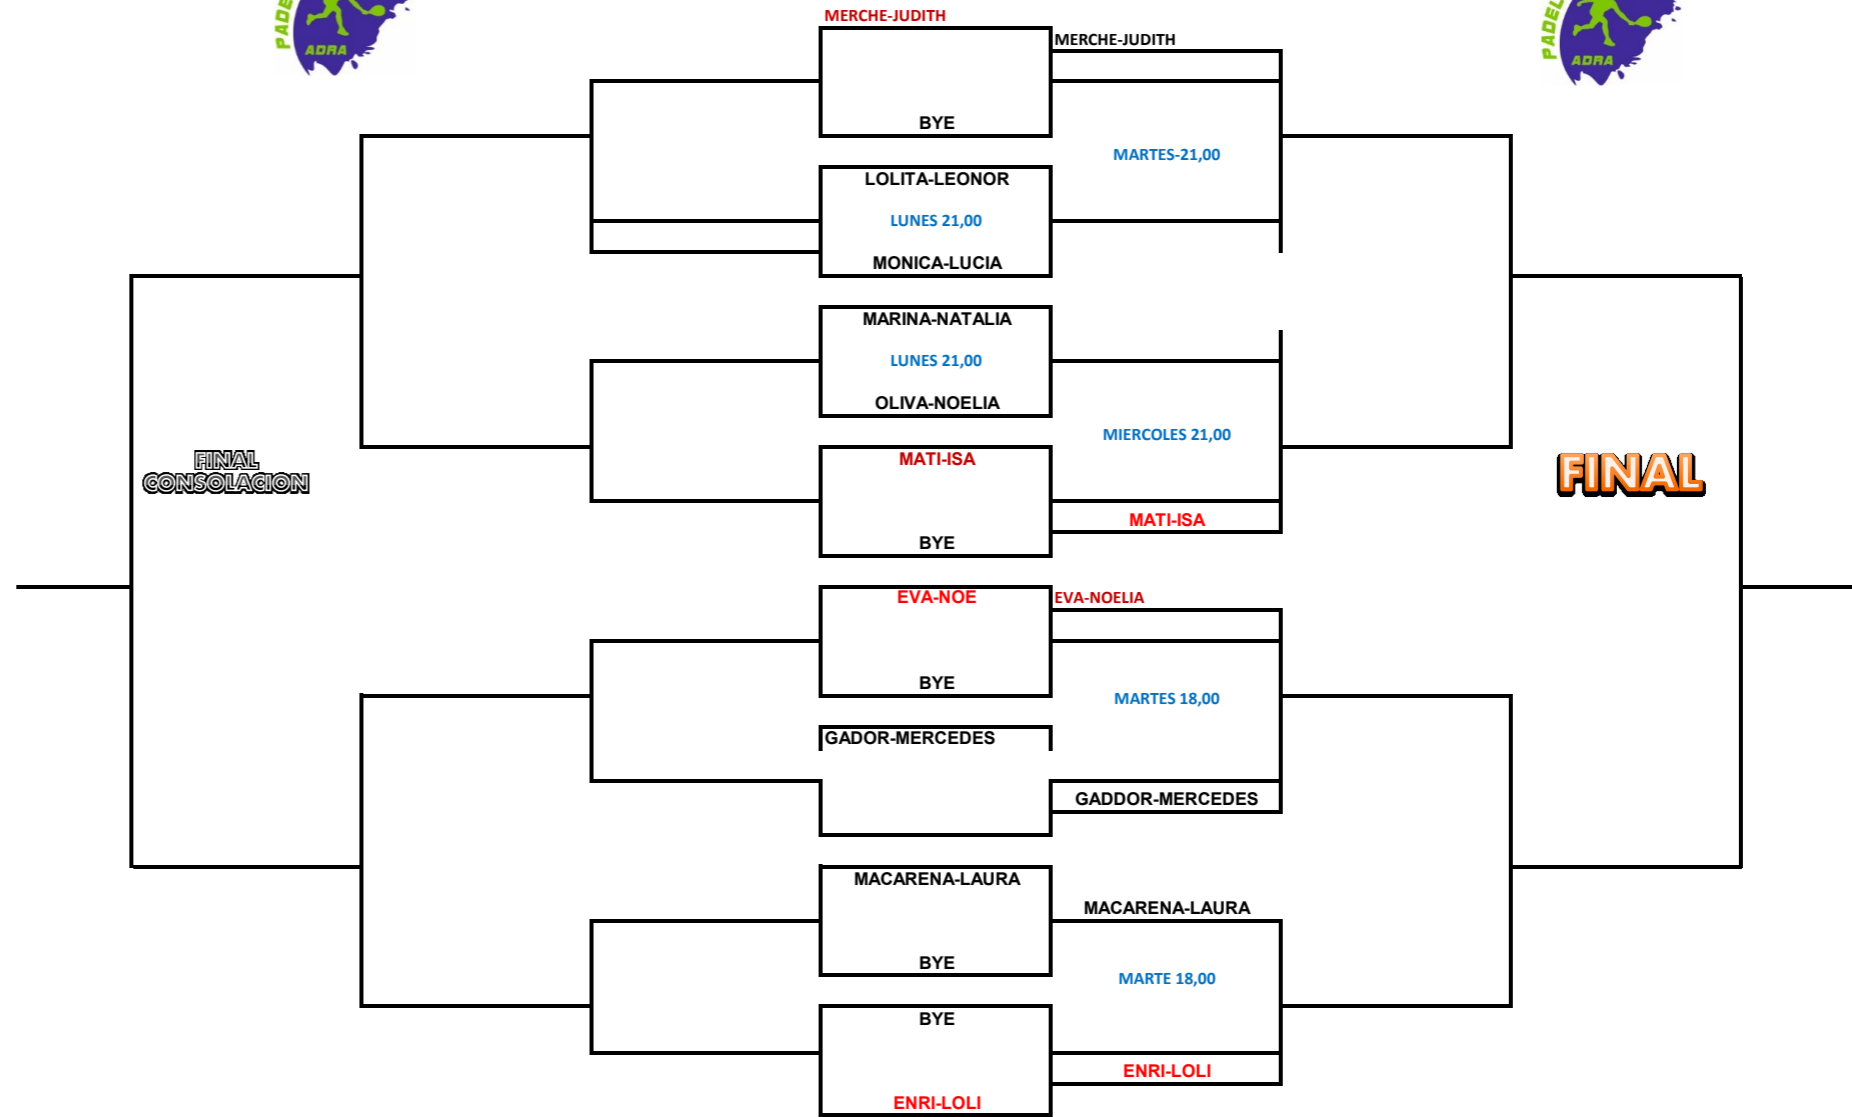 PADEL
ADRA
MERCHE-JUDITH
MERCHE-JUDITH
PADEL
ADRA
BYE
MARTES-21,00
LOLITA-LEONOR
LUNES 21,00
MONICA-LUCIA
MARINA-NATALIA
LUNES 21,00
OLIVA-NOELIA
MIERCOLES 21,00
MATI-ISA
FINAL
CONSOLACION
FINAL
MATI-ISA
BYE
EVA-NOE
EVA-NOELIA
BYE
MARTES 18,00
GADOR-MERCEDES
GADDOR-MERCEDES
MACARENA-LAURA
MACARENA-LAURA
BYE
MARTE 18,00
BYE
ENRI-LOLI
ENRI-LOLI